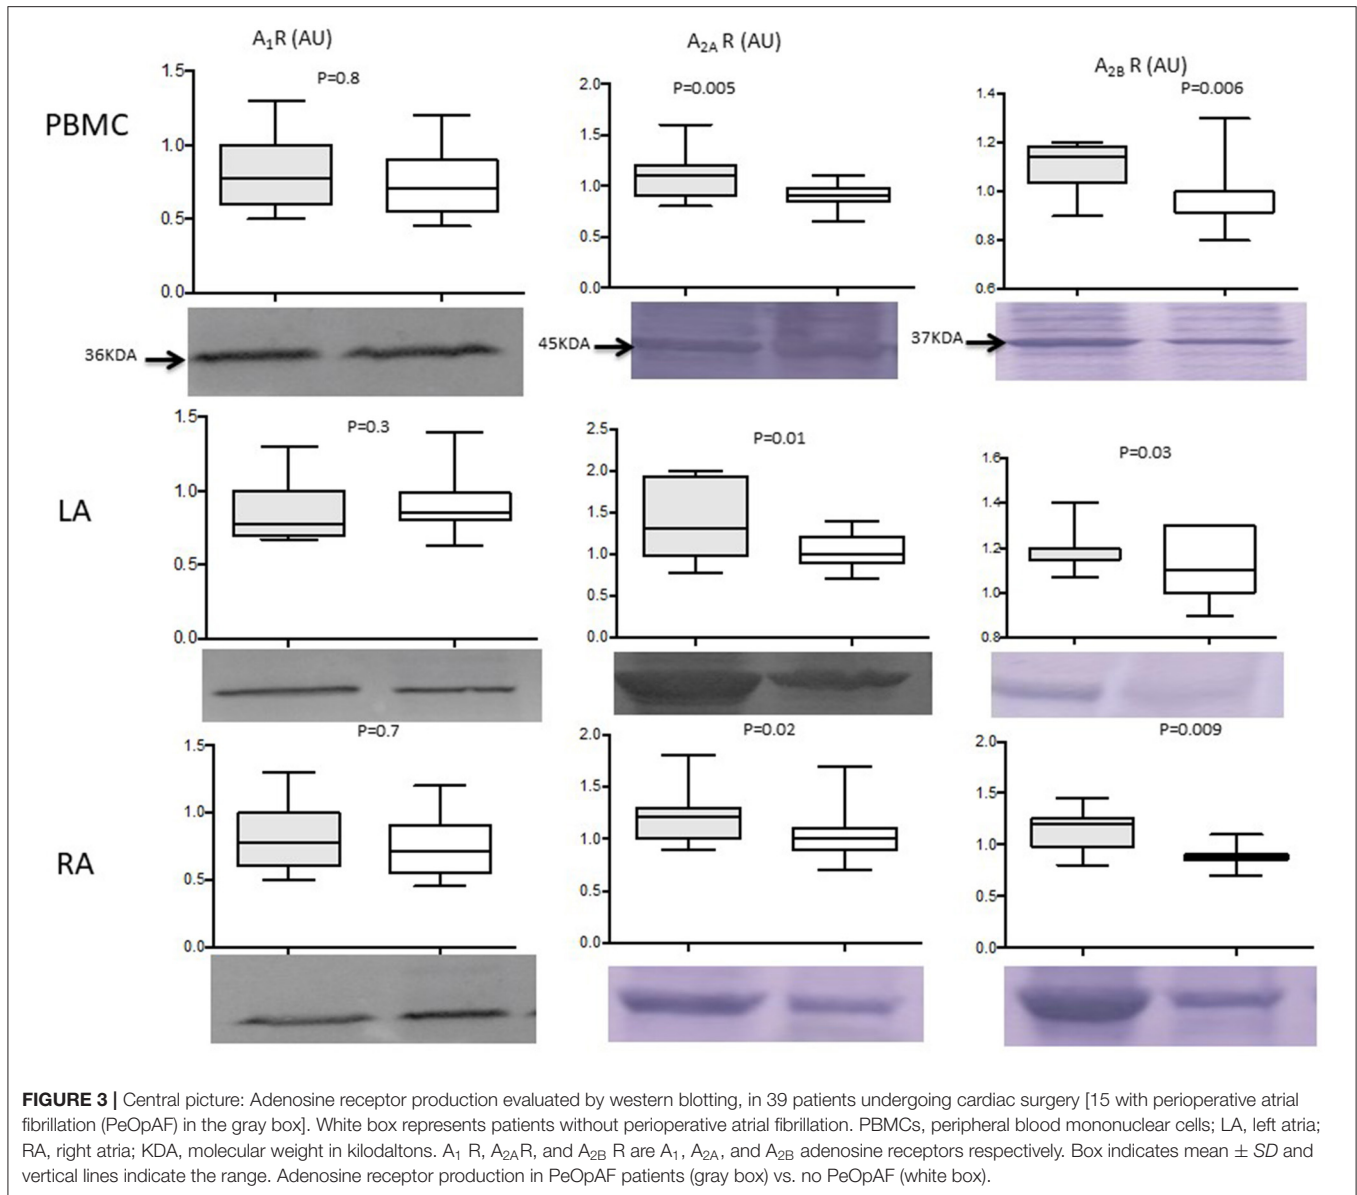 A1R (AU)
A2A R (AU)
A2B R (AU)
PBMC
P=0.8
1.5
1.0
0.5
0.0
P=0.005
2.0
1.5
1.0
0.5
0.0
P=0.006
1.4
1.2
1.0
0.8
0.6
36KDA
45KDA
37KDA
LA
P=0.3
1.5
1.0
0.5
0.0
P=0.01
2.5
2.0
1.5
1.0
0.5
0.0
P=0.03
1.6
1.4
1.2
1.0
0.8
RA
P=0.7
1.5
1.0
0.5
0.0
P=0.02
2.0
1.5
1.0
0.5
0.0
P=0.009
2.0
1.5
1.0
0.5
0.0
FIGURE 3 | Central picture: Adenosine receptor production evaluated by western blotting, in 39 patients undergoing cardiac surgery [15 with perioperative atrial
fibrillation (PeOpAF) in the gray box]. White box represents patients without perioperative atrial fibrillation. PBMCs, peripheral blood mononuclear cells; LA, left atria;
RA, right atria; KDA, molecular weight in kilodaltons. A1 R, A2AR, and A2B R are A1, A2A, and A2B adenosine receptors respectively. Box indicates mean ± SD and
vertical lines indicate the range. Adenosine receptor production in PeOpAF patients (gray box) vs. no PeOpAF (white box).